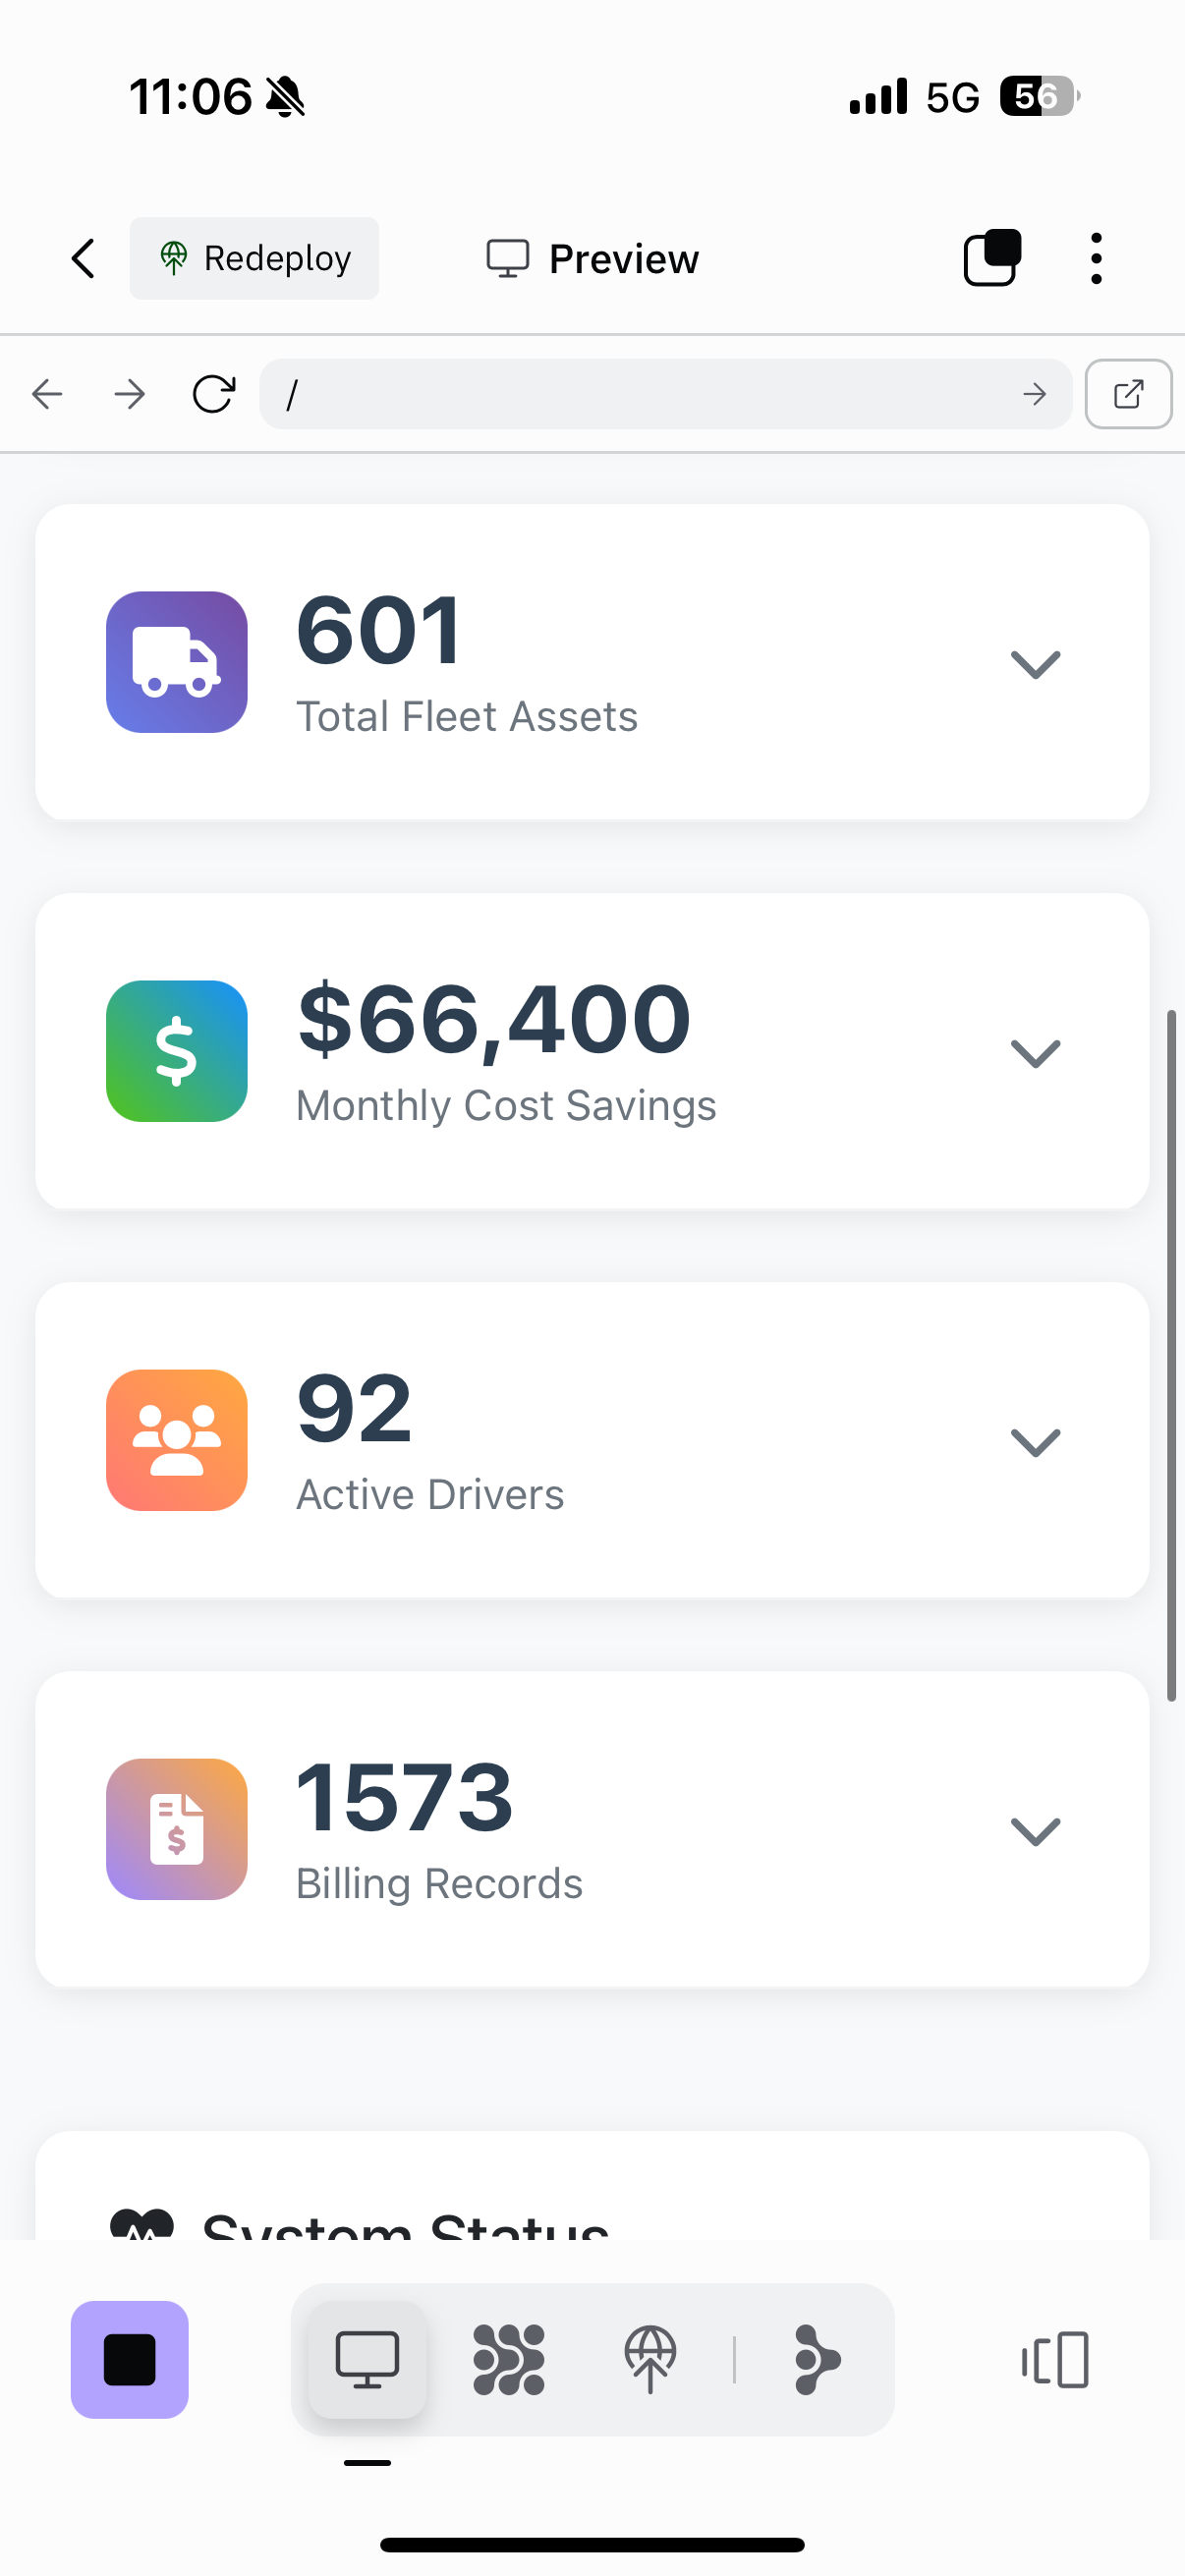 11:06
5G
56
Redeploy
Preview
/
601
Total Fleet Assets
$66,400
Monthly Cost Savings
92
Active Drivers
1573
Billing Records
System Status